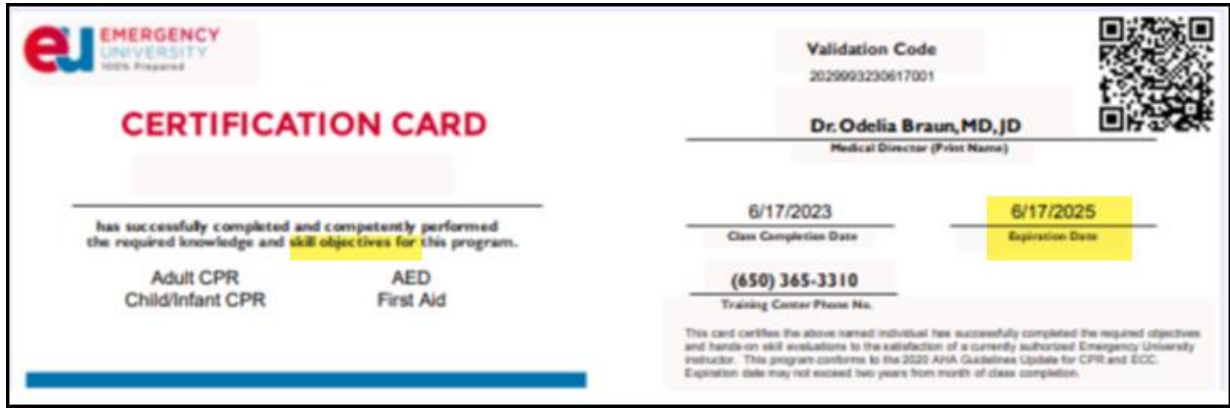 eu EMERGENCY
UNIVERSITY
100% Prepared
CERTIFICATION CARD
has successfully completed and competently performed
the required knowledge and skill objectives for this program.
Adult CPR AED
Child/Infant CPR First Aid
Validation Code
2029993230617001
Dr. Odelia Braun, MD, JD
Medical Director (Print Name)
6/17/2023 6/17/2025
Class Completion Date Expiration Date
(650) 365-3310
Training Center Phone No.
This card certifies the above named individual has successfully completed the required objectives
and hands-on skill evaluations to the satisfaction of a currently authorized Emergency University
instructor. This program conforms to the 2020 AHA Guidelines Update for CPR and ECC.
Expiration date may not exceed two years from month of class completion.